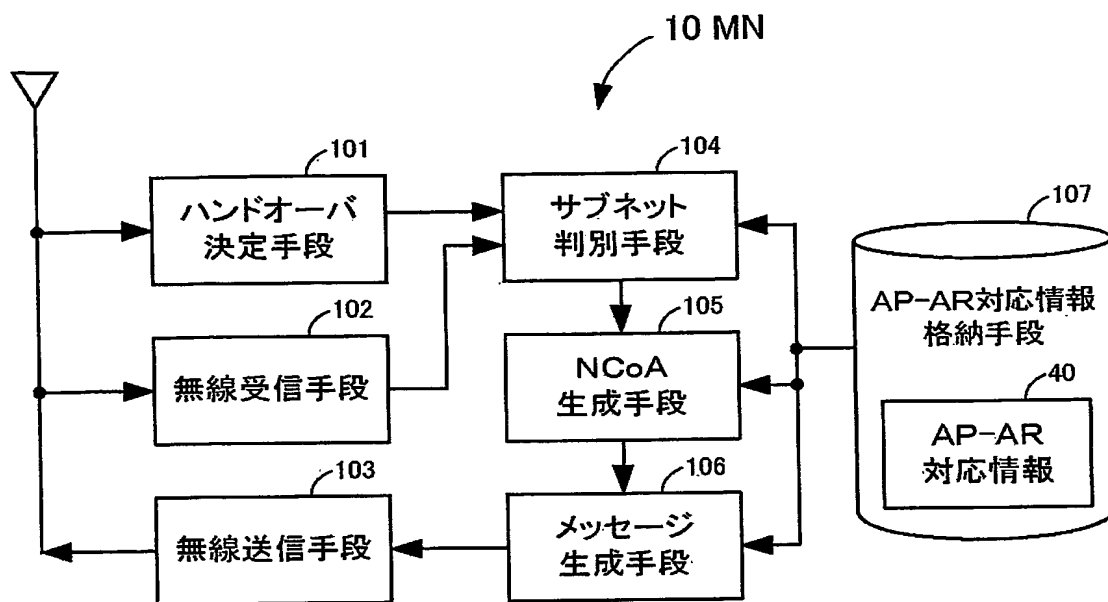 10 MN
101
ハンドオーバ
決定手段
104
サブネット
判別手段
107
AP-AR対応情報
格納手段
102
無線受信手段
105
NCoA
生成手段
40
AP-AR
対応情報
103
無線送信手段
106
メッセージ
生成手段